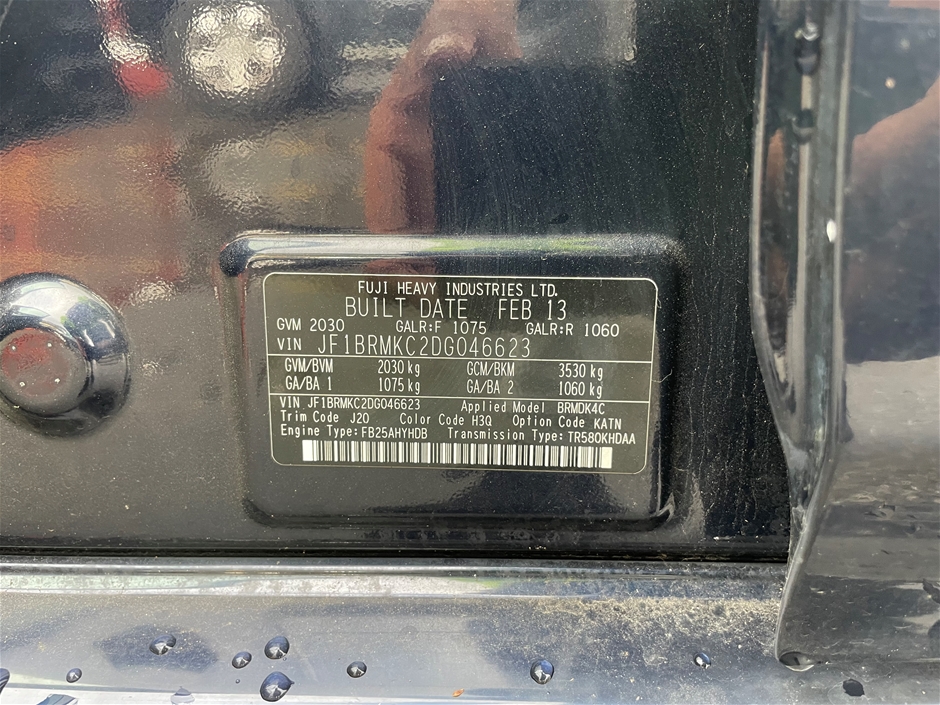 FUJI HEAVY INDUSTRIES LTD.
BUILT DATE FEB 13
GVM 2030 GALR:F 1075 GALR:R 1060
VIN JF1BRMKC2DG046623
GVM/BVM 2030 kg GCM/BKM 3530 kg
GA/BA 1 1075 kg GA/BA 2 1060 kg
VIN JF1BRMKC2DG046623 Applied Model BRMDK4C
Trim Code J20 Color Code H3Q Option Code KATN
Engine Type:FB25AHYHDB Transmission Type:TR580KHDAA